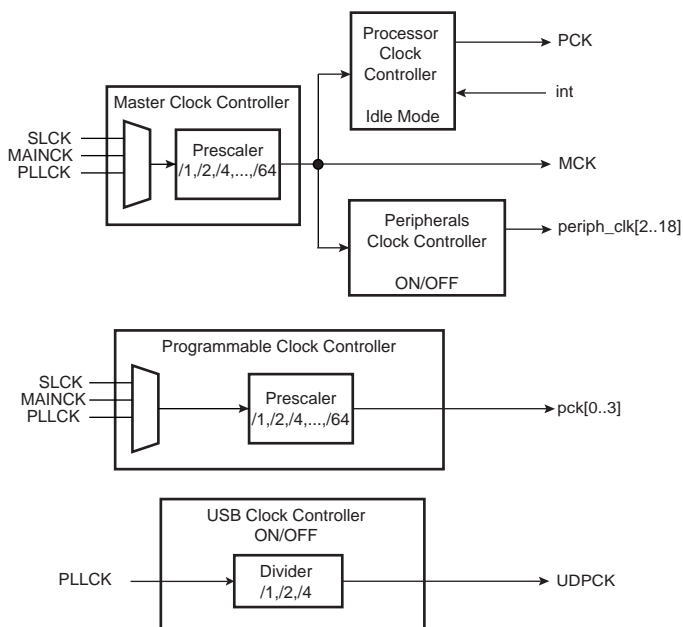 Processor
Clock
Controller
Idle Mode
PCK
int
Master Clock Controller
SLCK
MAINCK
PLLCK
Prescaler
/1,/2,/4,...,/64
MCK
Peripherals
Clock Controller
ON/OFF
periph_clk[2..18]
Programmable Clock Controller
SLCK
MAINCK
PLLCK
Prescaler
/1,/2,/4,...,/64
pck[0..3]
USB Clock Controller
ON/OFF
PLLCK
Divider
/1,/2,/4
UDPCK